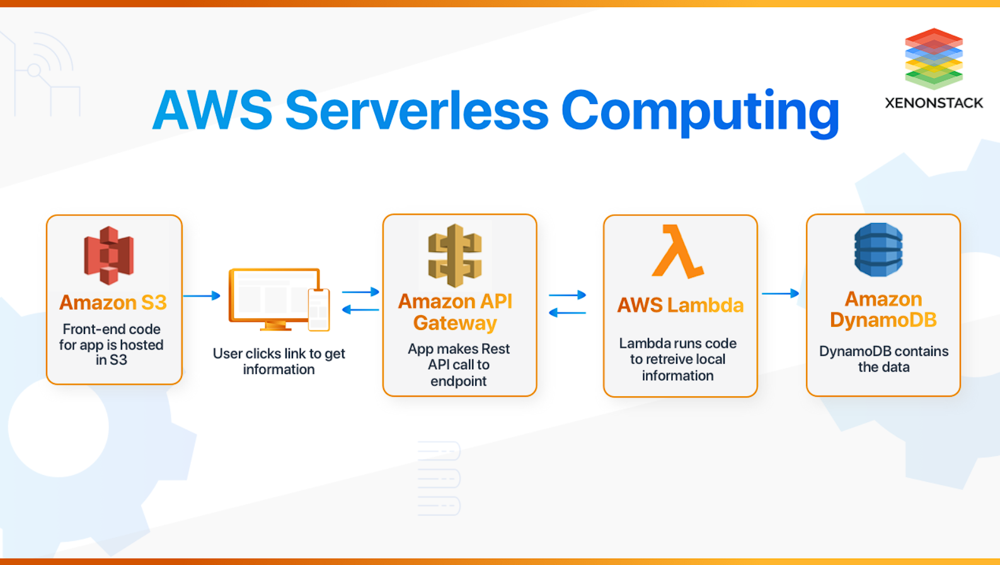 XENONSTACK
AWS Serverless Computing
Amazon S3
Front-end code
for app is hosted
in S3
User clicks link to get
information
Amazon API
Gateway
App makes Rest
API call to
endpoint
AWS Lambda
Lambda runs code
to retreive local
information
Amazon
DynamoDB
DynamoDB contains
the data